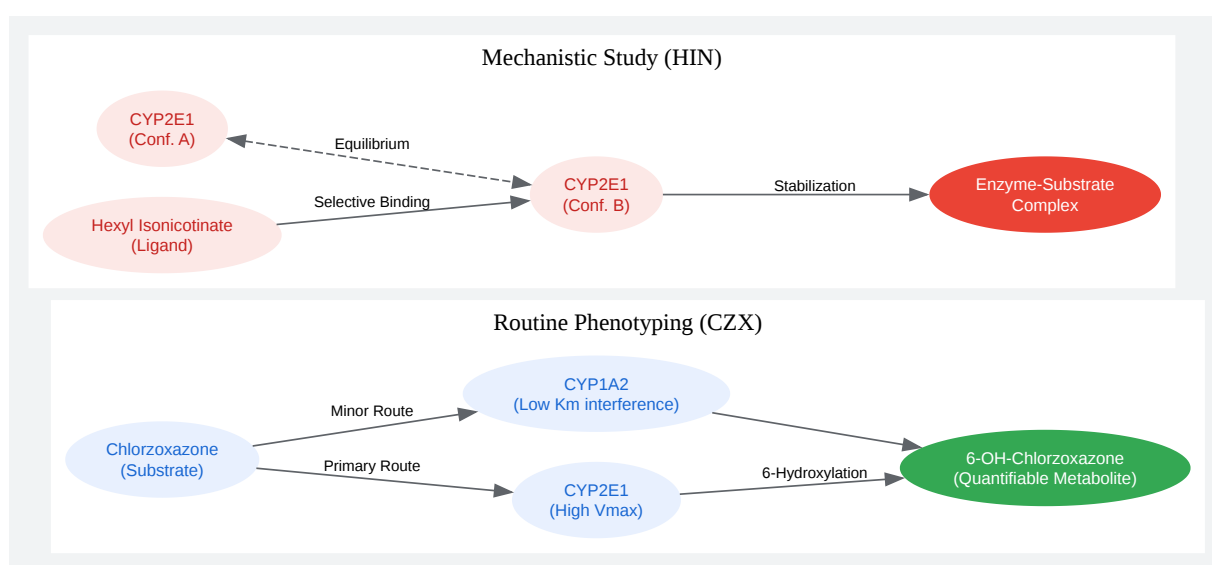 Mechanistic Study (HIN)
CYP2E1
(Conf. A)
Equilibrium
Hexyl Isonicotinate
(Ligand)
Selective Binding
CYP2E1
(Conf. B)
Stabilization
Enzyme-Substrate
Complex
Routine Phenotyping (CZX)
Chlorzoxazone
(Substrate)
Minor Route
CYP1A2
(Low Km interference)
Primary Route
CYP2E1
(High Vmax)
6-Hydroxylation
6-OH-Chlorzoxazone
(Quantifiable Metabolite)